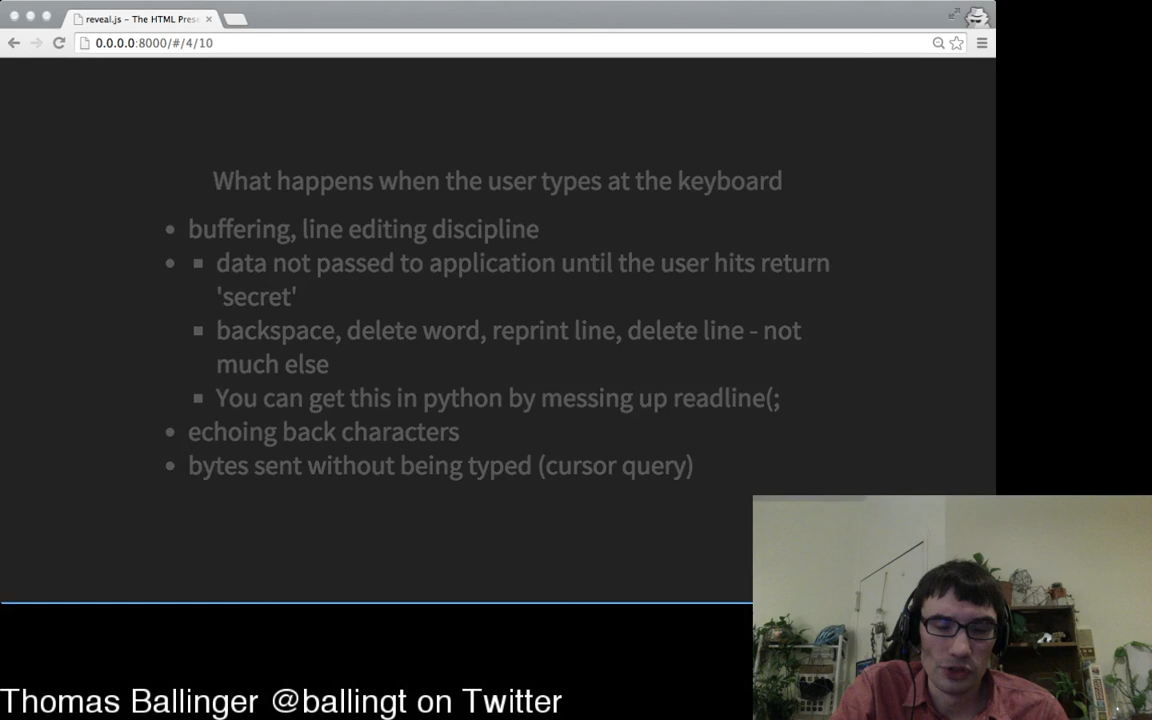 reveal.js – The HTML Pres
0.0.0.0:8000/#/4/10
What happens when the user types at the keyboard
buffering, line editing discipline
data not passed to application until the user hits return
'secret'
backspace, delete word, reprint line, delete line - not
much else
You can get this in python by messing up readline(;
echoing back characters
bytes sent without being typed (cursor query)
Thomas Ballinger @ballingt on Twitter